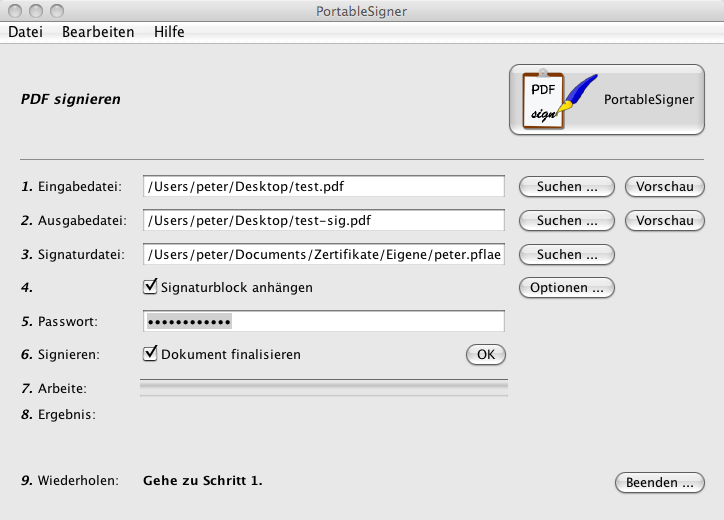 PortableSigner
Datei Bearbeiten Hilfe
PDF signieren
PDF
sign
PortableSigner
1. Eingabedatei: /Users/peter/Desktop/test.pdf Suchen ... Vorschau
2. Ausgabedatei: /Users/peter/Desktop/test-sig.pdf Suchen ... Vorschau
3. Signaturdatei: /Users/peter/Documents/Zertifikate/Eigene/peter.pflae Suchen ...
4. Signaturblock anhängen Optionen ...
5. Passwort: ••••••••••••
6. Signieren: Dokument finalisieren OK
7. Arbeite:
8. Ergebnis:
9. Wiederholen: Gehe zu Schritt 1. Beenden ...